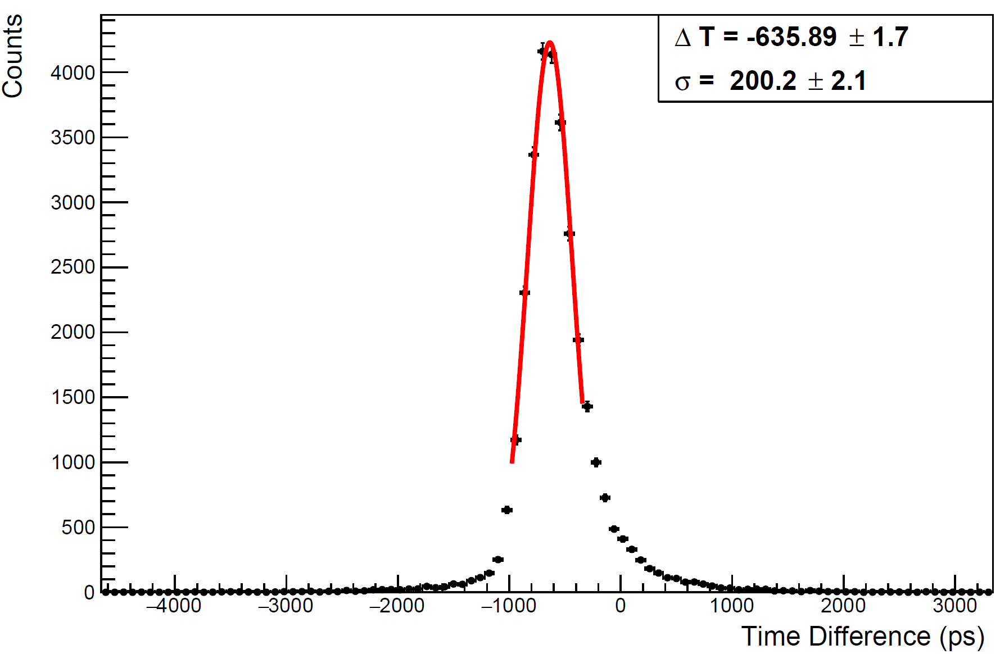 Counts
Δ T = -635.89 ± 1.7
σ = 200.2 ± 2.1
4000
3500
3000
2500
2000
1500
1000
500
0
−4000 −3000 −2000 −1000 0 1000 2000 3000
Time Difference (ps)